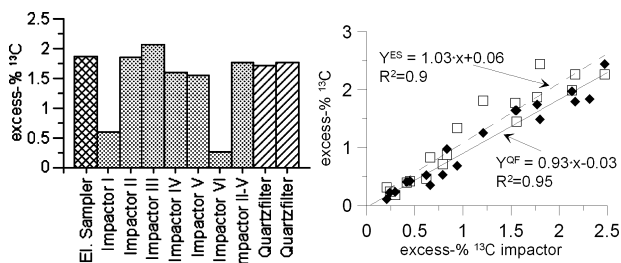 excess-% ¹³C
2.5
2
1.5
1
0.5
0
El. Sampler
Impactor I
Impactor II
Impactor III
Impactor IV
Impactor V
Impactor VI
Impactor II-V
Quartzfilter
Quartzfilter
excess-% ¹³C
3
2
1
0
Y^ES = 1.03·x+0.06
R²=0.9
Y^QF = 0.93·x-0.03
R²=0.95
0 0.5 1 1.5 2 2.5
excess-% ¹³C impactor